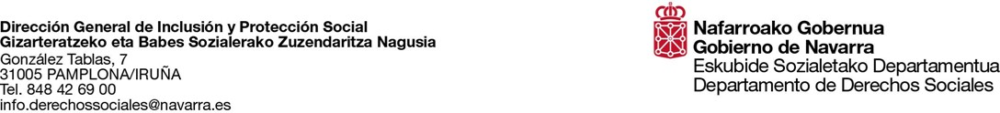 Dirección General de Inclusión y Protección Social
Gizarteratzeko eta Babes Sozialerako Zuzendaritza Nagusia
González Tablas, 7
31005 PAMPLONA/IRUÑA
Tel. 848 42 69 00
info.derechossociales@navarra.es
Nafarroako Gobernua
Gobierno de Navarra
Eskubide Sozialetako Departamentua
Departamento de Derechos Sociales